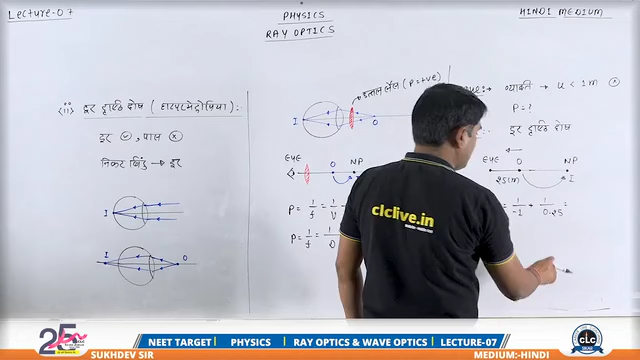 Lecture-07
PHYSICS
RAY OPTICS
HINDI MEDIUM
(ii) दूर दृष्टि दोष (हाइपरमेट्रोपिया):-
दूर ✓, पास ✗
निकट बिंदु → दूर
I
I O
उत्तल लेंस (P=+ve)
I O
EYE O NP
P = 1/f = 1/
P = 1/f = 1/D
व्यक्ति → u < 1m ✗
P = ?
दूर दृष्टि दोष
EYE O NP
25cm I
= 1/-1 + 1/0.25 =
clclive.in
25
NEET TARGET PHYSICS RAY OPTICS & WAVE OPTICS LECTURE-07
CLC
SUKHDEV SIR
MEDIUM:-HINDI